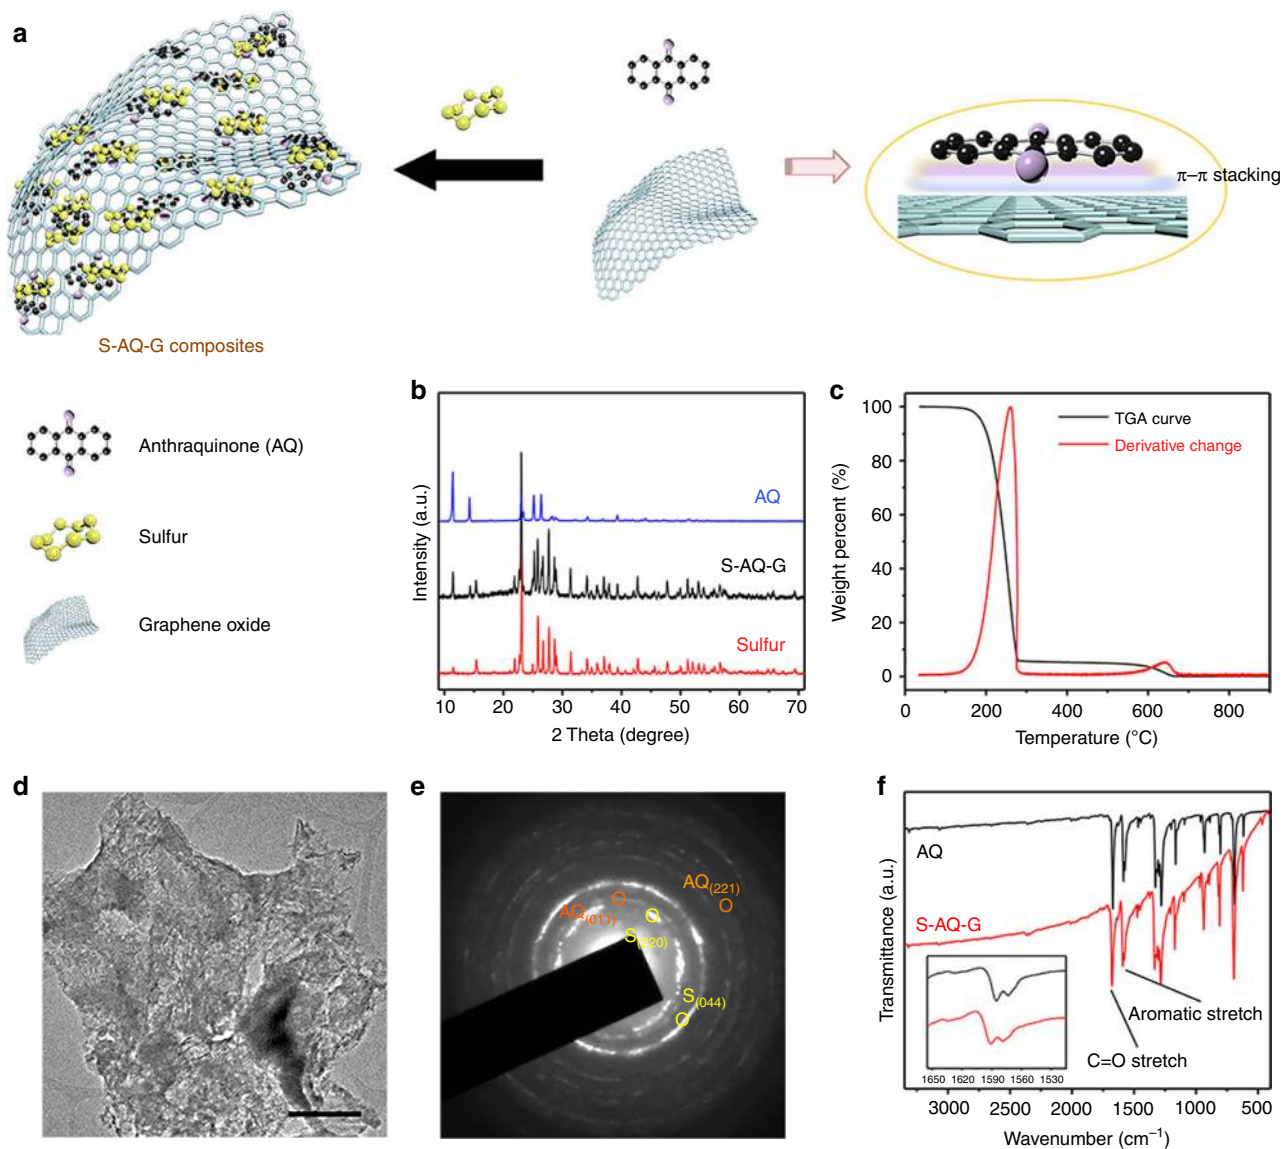 a
π–π stacking
S-AQ-G composites
Anthraquinone (AQ)
Sulfur
Graphene oxide
b
AQ
S-AQ-G
Sulfur
Intensity (a.u.)
10 20 30 40 50 60 70
2 Theta (degree)
c
TGA curve
Derivative change
100
80
60
40
20
0
Weight percent (%)
0 200 400 600 800
Temperature (°C)
d
e
AQ(221)
AQ(011)
S(220)
S(044)
f
AQ
S-AQ-G
Aromatic stretch
C=O stretch
1650 1620 1590 1560 1530
Transmittance (a.u.)
3000 2500 2000 1500 1000 500
Wavenumber (cm⁻¹)